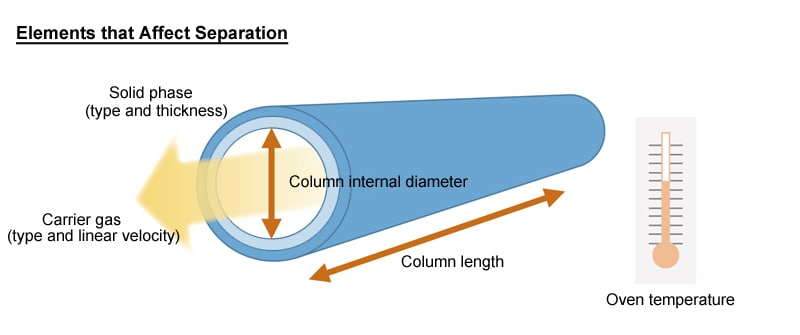 Elements that Affect Separation
Solid phase
(type and thickness)
Column internal diameter
Carrier gas
(type and linear velocity)
Column length
Oven temperature